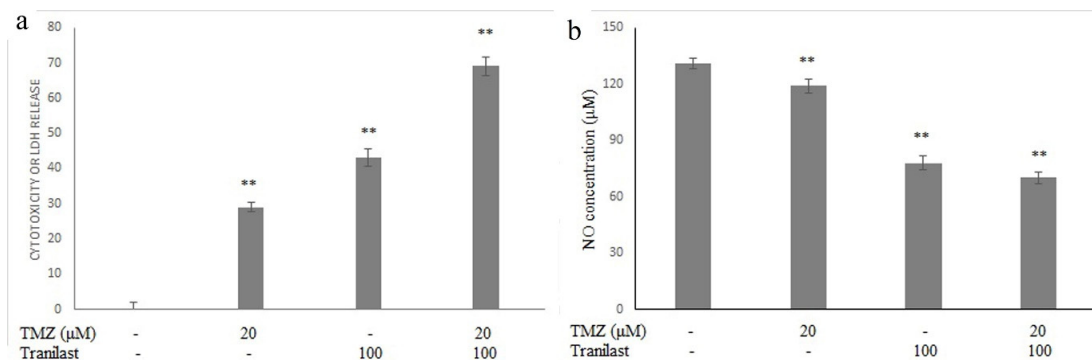 a
80
70
60
50
40
30
20
10
0
CYTOTOXICITY OR LDH RELEASE
**
**
**
TMZ (µM) - 20 - 20
Tranilast - - 100 100
b
150
120
90
60
30
0
NO concentration (µM)
**
**
**
TMZ (µM) - 20 - 20
Tranilast - - 100 100